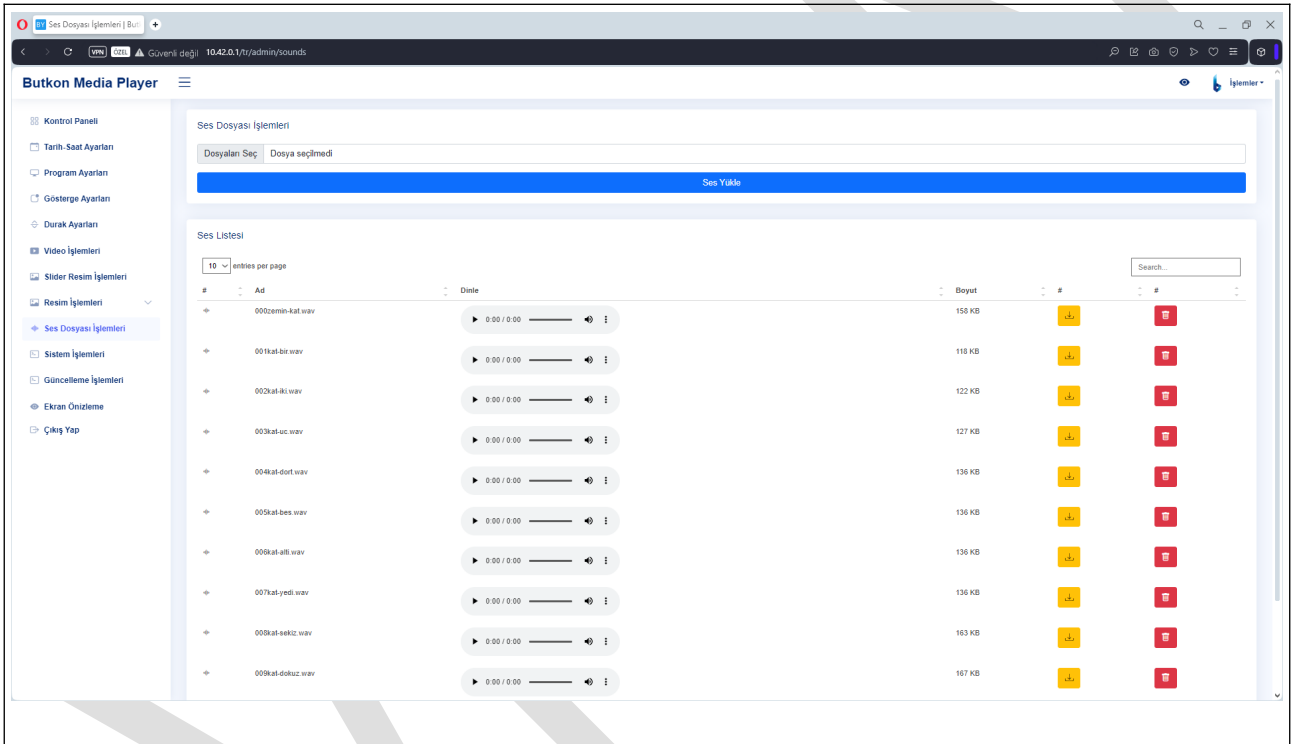 BY Ses Dosyası İşlemleri | But
VPN ÖZEL Güvenli değil 10.42.0.1/tr/admin/sounds
Butkon Media Player
İşlemler
Kontrol Paneli
Tarih-Saat Ayarları
Program Ayarları
Gösterge Ayarları
Durak Ayarları
Video İşlemleri
Slider Resim İşlemleri
Resim İşlemleri
Ses Dosyası İşlemleri
Sistem İşlemleri
Güncelleme İşlemleri
Ekran Önizleme
Çıkış Yap
Ses Dosyası İşlemleri
Dosyaları Seç Dosya seçilmedi
Ses Yükle
Ses Listesi
10 entries per page Search...
# Ad Dinle Boyut # #
000zemin-kat.wav 0:00 / 0:00 158 KB
001kat-bir.wav 0:00 / 0:00 118 KB
002kat-iki.wav 0:00 / 0:00 122 KB
003kat-uc.wav 0:00 / 0:00 127 KB
004kat-dort.wav 0:00 / 0:00 136 KB
005kat-bes.wav 0:00 / 0:00 136 KB
006kat-alti.wav 0:00 / 0:00 136 KB
007kat-yedi.wav 0:00 / 0:00 136 KB
008kat-sekiz.wav 0:00 / 0:00 163 KB
009kat-dokuz.wav 0:00 / 0:00 167 KB